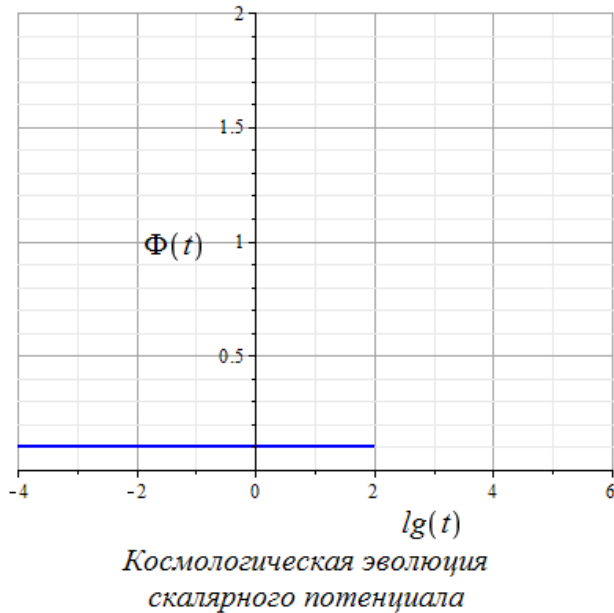 2
1.5
Φ(t)
1
0.5
-4
-2
0
2
4
6
lg(t)
Космологическая эволюция
скалярного потенциала